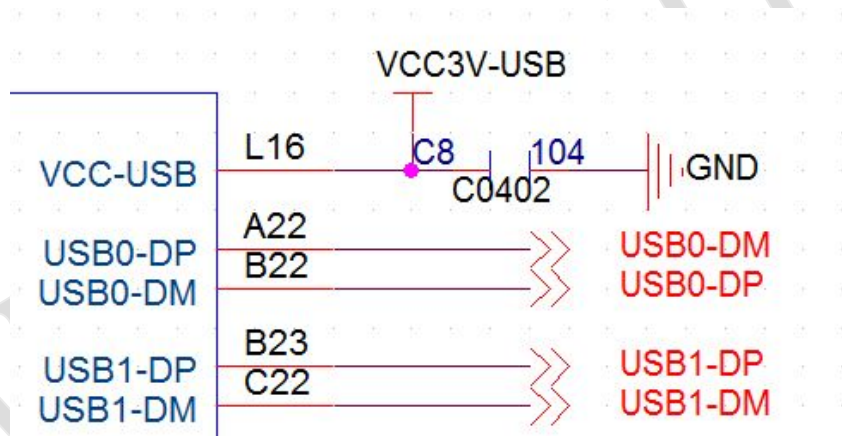 VCC3V-USB
VCC-USB L16 C8 104 GND
C0402
USB0-DP A22 USB0-DM
USB0-DM B22 USB0-DP
USB1-DP B23 USB1-DP
USB1-DM C22 USB1-DM